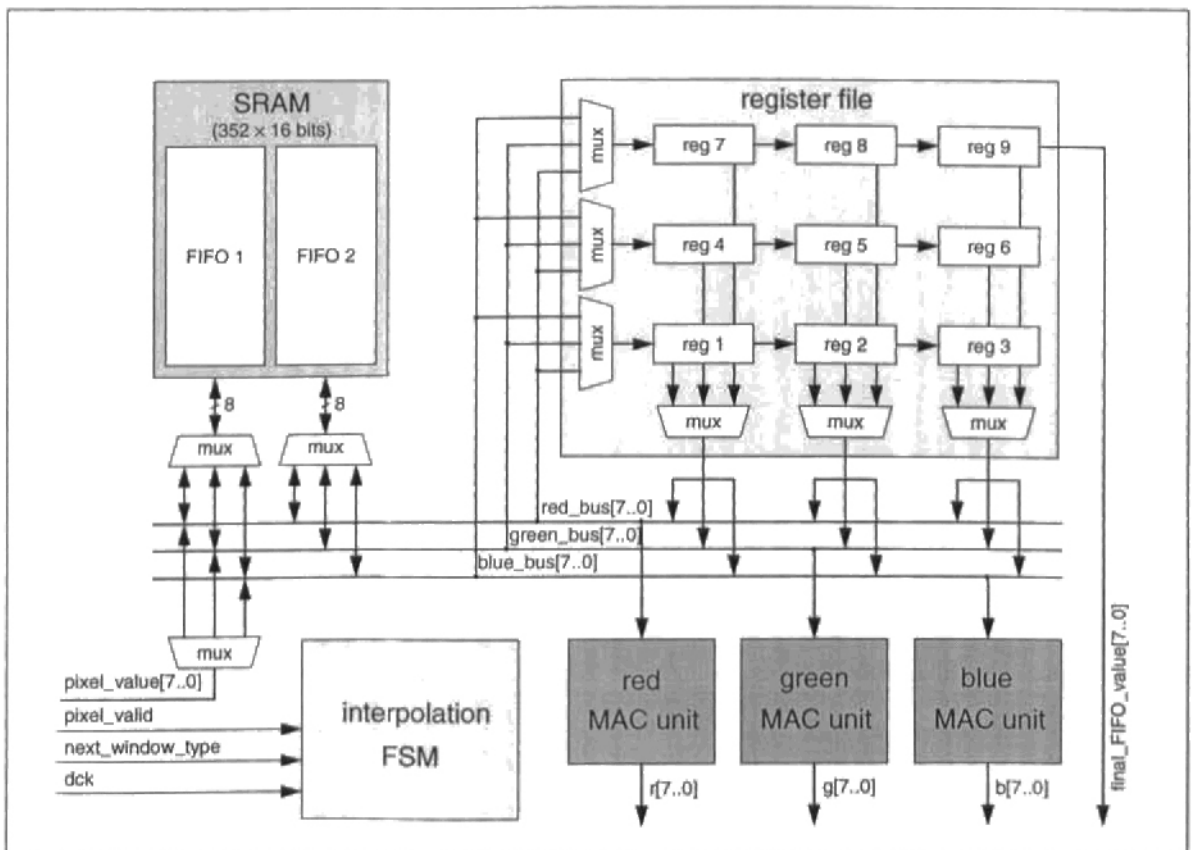 SRAM
(352 × 16 bits)
FIFO 1
FIFO 2
8
8
mux
mux
register file
mux
reg 7
reg 8
reg 9
mux
reg 4
reg 5
reg 6
mux
reg 1
reg 2
reg 3
mux
mux
mux
red_bus[7..0]
green_bus[7..0]
blue_bus[7..0]
mux
pixel_value[7..0]
pixel_valid
next_window_type
dck
interpolation
FSM
red
MAC unit
green
MAC unit
blue
MAC unit
r[7..0]
g[7..0]
b[7..0]
final_FIFO_value[7..0]